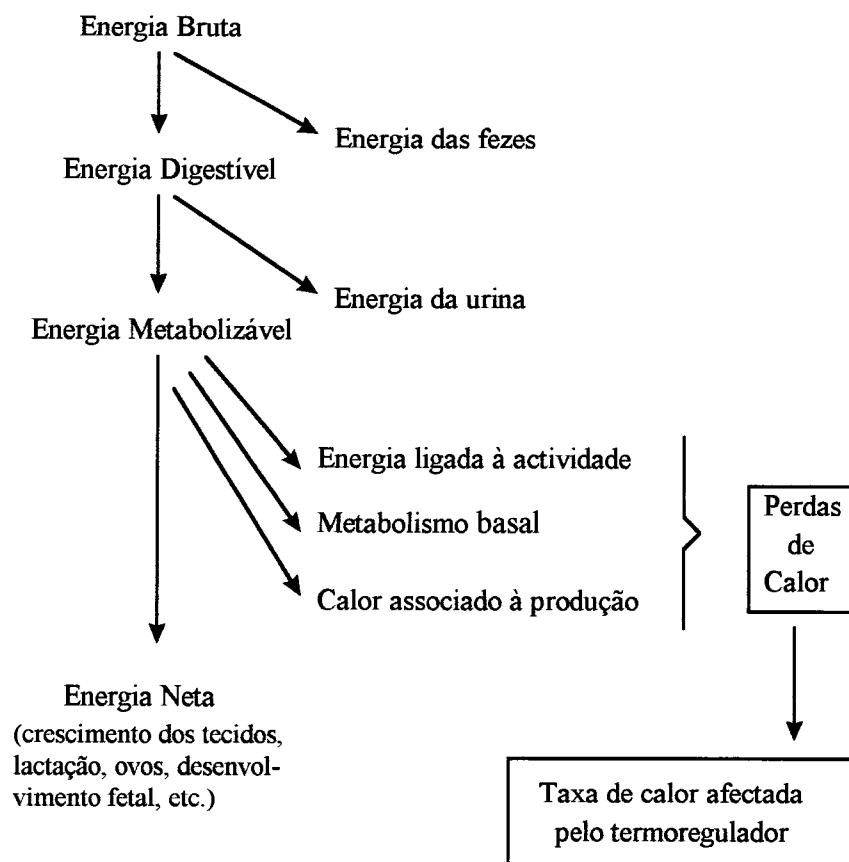 Energia Bruta
Energia das fezes
Energia Digestível
Energia da urina
Energia Metabolizável
Energia ligada à actividade
Metabolismo basal
Calor associado à produção
Perdas
de
Calor
Energia Neta
(crescimento dos tecidos,
lactação, ovos, desenvol-
vimento fetal, etc.)
Taxa de calor afectada
pelo termoregulador